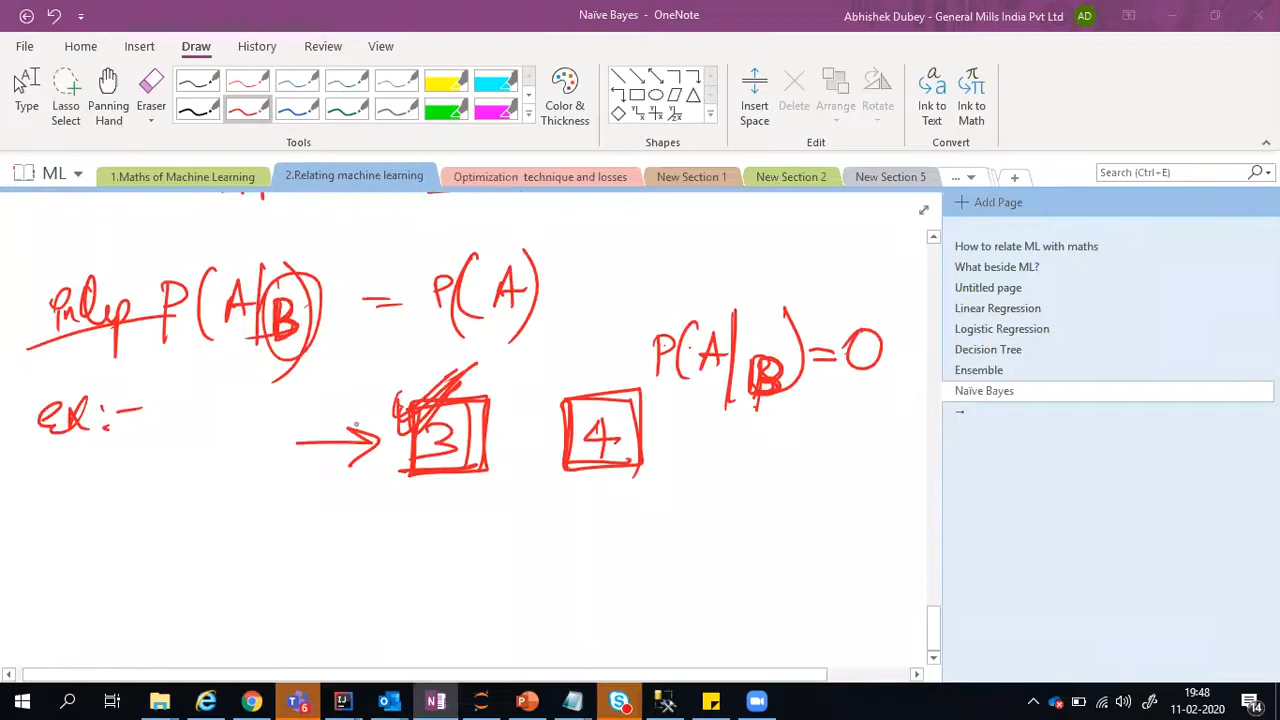 Naïve Bayes - OneNote
Abhishek Dubey - General Mills India Pvt Ltd
AD
File Home Insert Draw History Review View
Type
Lasso Select
Panning Hand
Eraser
Color & Thickness
Insert Space
Delete
Arrange
Rotate
Ink to Text
Ink to Math
Tools
Shapes
Edit
Convert
ML
1.Maths of Machine Learning
2.Relating machine learning
Optimization technique and losses
New Section 1
New Section 2
New Section 5
...
Search (Ctrl+E)
Add Page
How to relate ML with maths
What beside ML?
Untitled page
Linear Regression
Logistic Regression
Decision Tree
Ensemble
Naïve Bayes
Indep P(A|B) = P(A)
P(A|B)=0
Ex:-
→ 3 4
19:48
11-02-2020
14
6